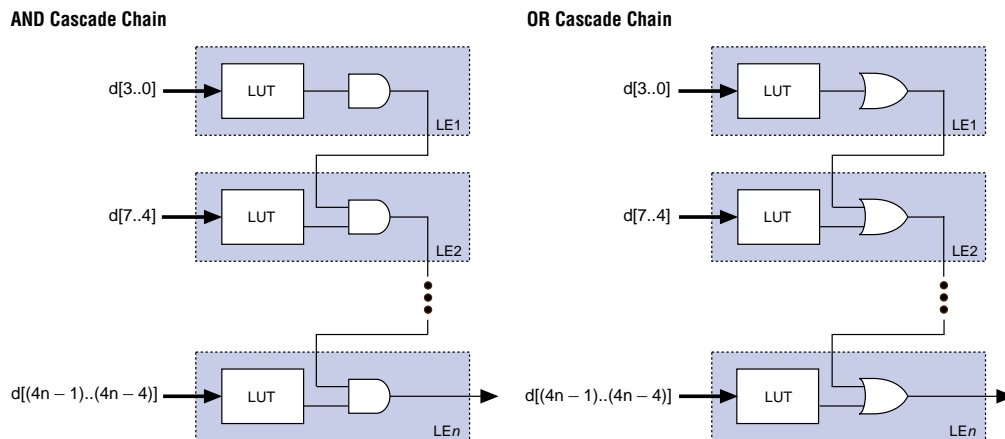 AND Cascade Chain
OR Cascade Chain
d[3..0]
LUT
LE1
d[7..4]
LUT
LE2
d[(4n – 1)..(4n – 4)]
LUT
LEn
d[3..0]
LUT
LE1
d[7..4]
LUT
LE2
d[(4n – 1)..(4n – 4)]
LUT
LEn